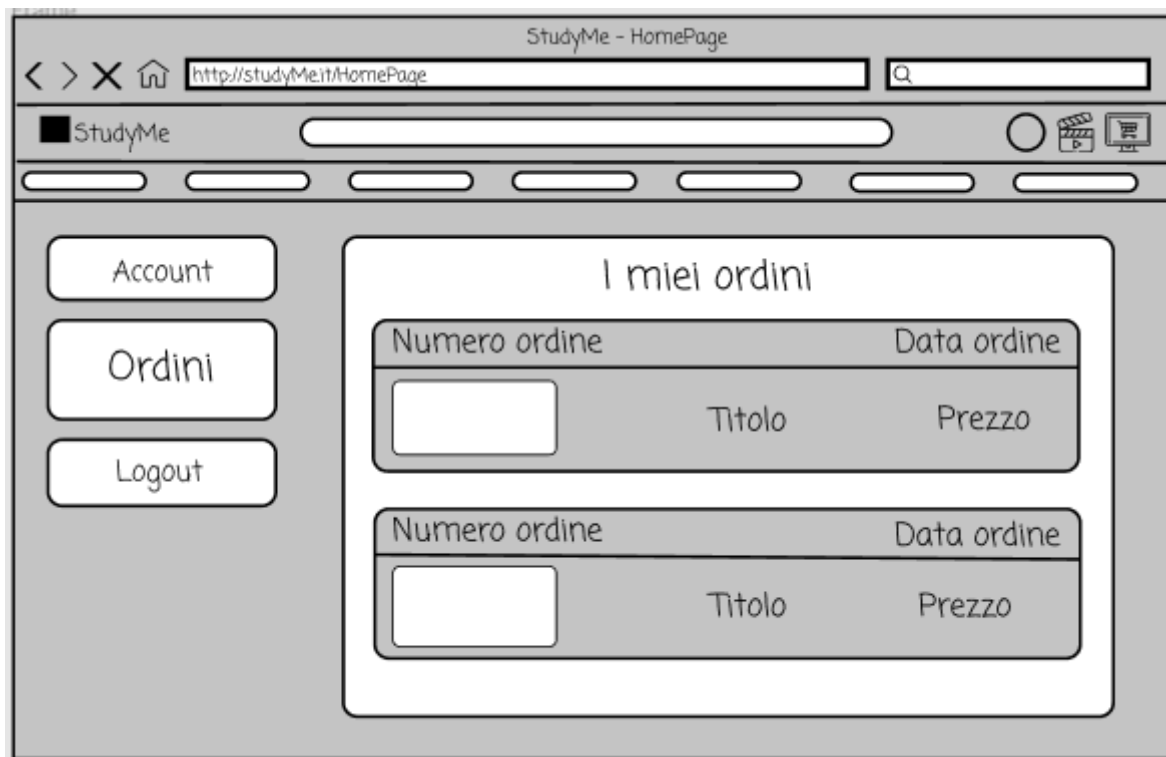 Frame
StudyMe - HomePage
http://studyMe.it/HomePage
StudyMe
Account
Ordini
Logout
I miei ordini
Numero ordine Data ordine
Titolo Prezzo
Numero ordine Data ordine
Titolo Prezzo